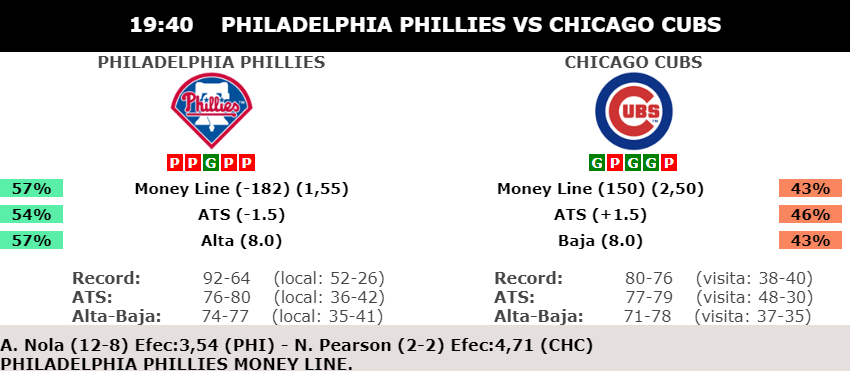 19:40 PHILADELPHIA PHILLIES VS CHICAGO CUBS
PHILADELPHIA PHILLIES CHICAGO CUBS
Phillies CUBS
P P G P P G P G G P
57% Money Line (-182) (1,55) Money Line (150) (2,50) 43%
54% ATS (-1.5) ATS (+1.5) 46%
57% Alta (8.0) Baja (8.0) 43%
Record: 92-64 (local: 52-26) Record: 80-76 (visita: 38-40)
ATS: 76-80 (local: 36-42) ATS: 77-79 (visita: 48-30)
Alta-Baja: 74-77 (local: 35-41) Alta-Baja: 71-78 (visita: 37-35)
A. Nola (12-8) Efec:3,54 (PHI) - N. Pearson (2-2) Efec:4,71 (CHC)
PHILADELPHIA PHILLIES MONEY LINE.